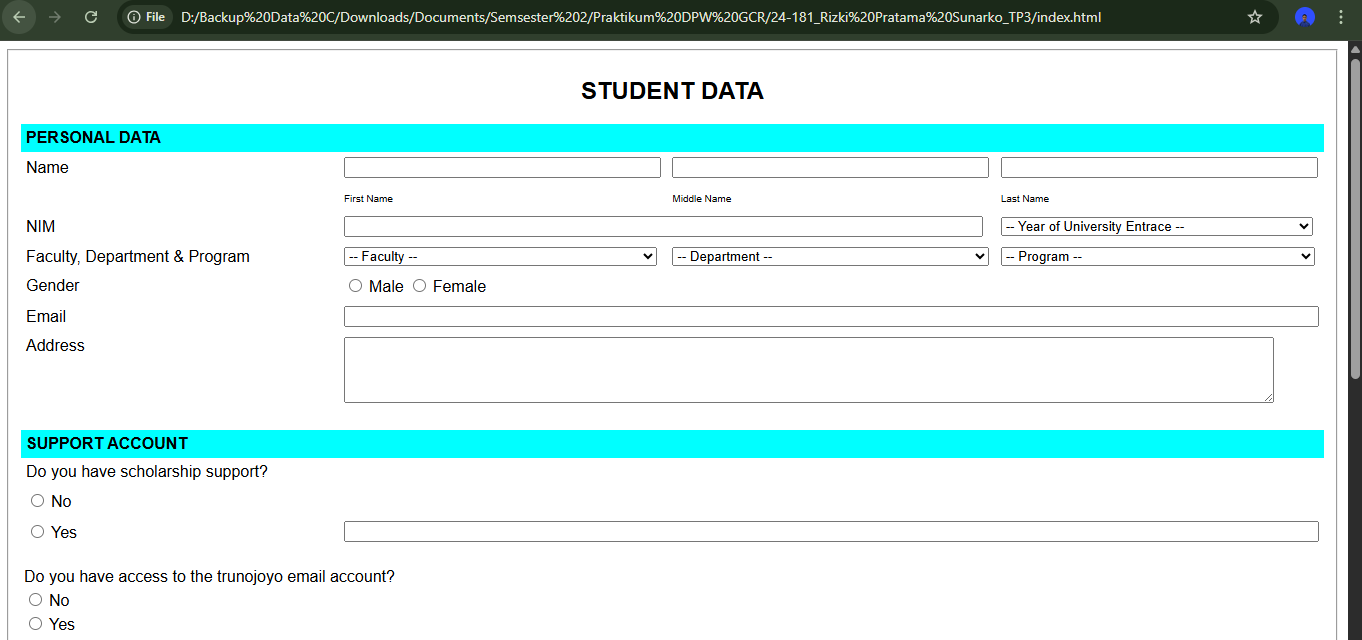 File D:/Backup%20Data%20C/Downloads/Documents/Semsester%202/Praktikum%20DPW%20GCR/24-181_Rizki%20Pratama%20Sunarko_TP3/index.html
STUDENT DATA
PERSONAL DATA
Name
First Name Middle Name Last Name
NIM -- Year of University Entrace --
Faculty, Department & Program -- Faculty -- -- Department -- -- Program --
Gender Male Female
Email
Address
SUPPORT ACCOUNT
Do you have scholarship support?
No
Yes
Do you have access to the trunojoyo email account?
No
Yes